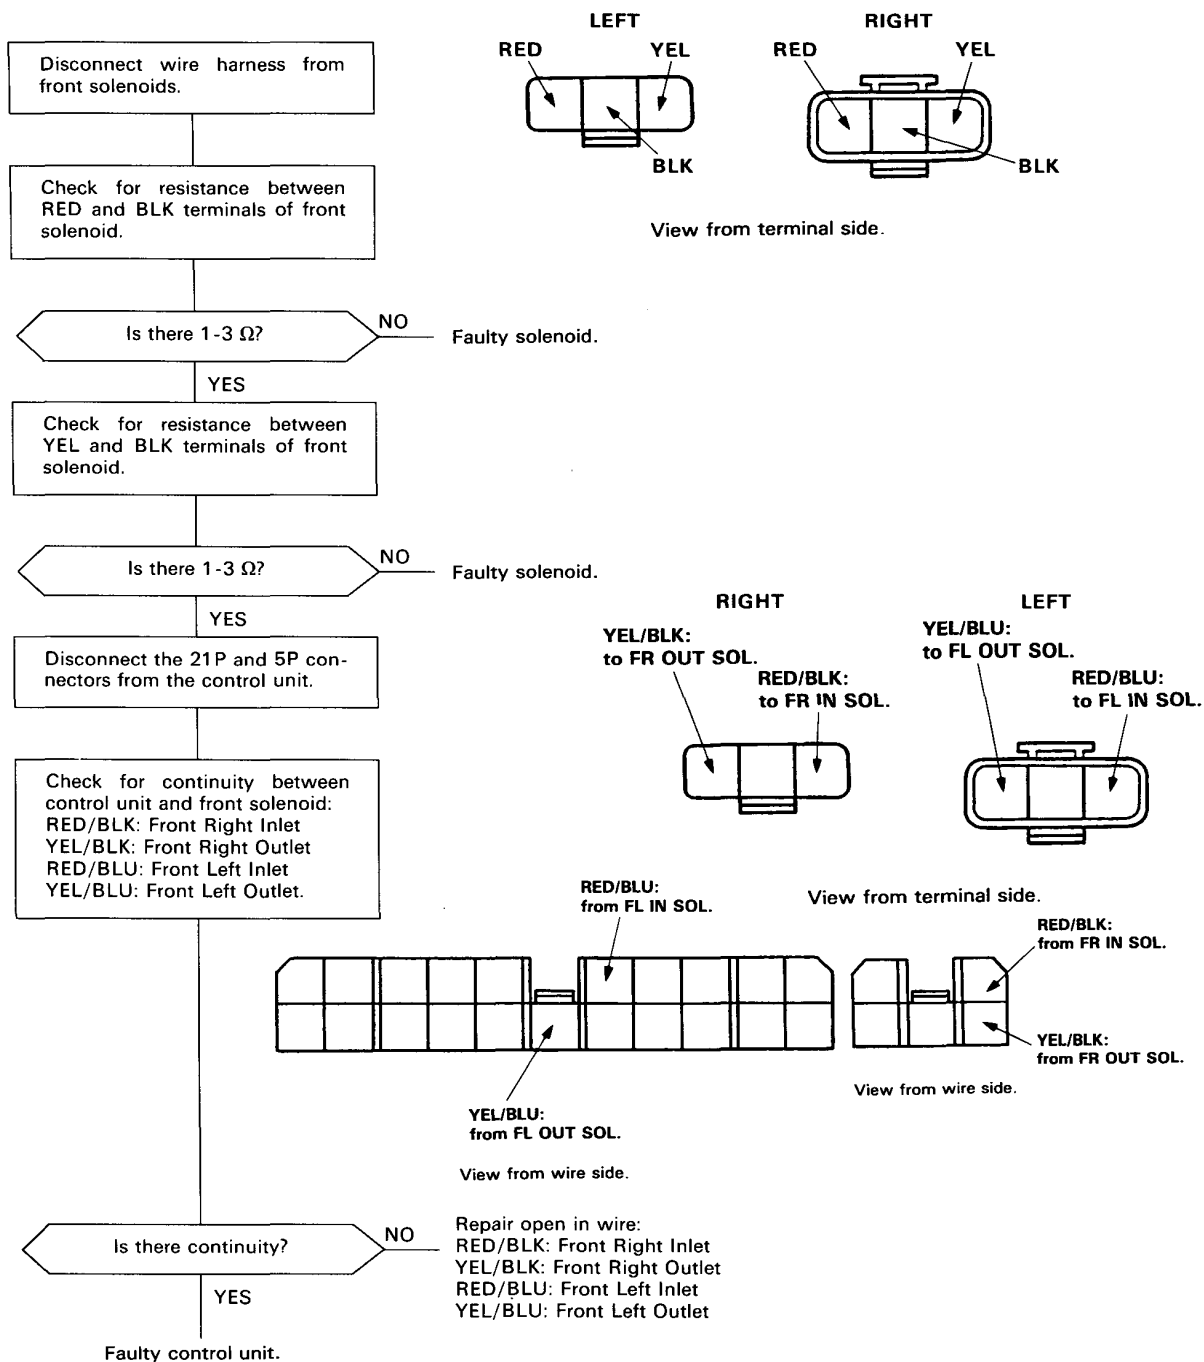 LEFT
RIGHT
RED
YEL
RED
YEL
BLK
BLK
View from terminal side.
Disconnect wire harness from
front solenoids.
Check for resistance between
RED and BLK terminals of front
solenoid.
Is there 1-3 Ω?
NO
Faulty solenoid.
YES
Check for resistance between
YEL and BLK terminals of front
solenoid.
Is there 1-3 Ω?
NO
Faulty solenoid.
YES
Disconnect the 21P and 5P con-
nectors from the control unit.
RIGHT
LEFT
YEL/BLK:
to FR OUT SOL.
RED/BLK:
to FR IN SOL.
YEL/BLU:
to FL OUT SOL.
RED/BLU:
to FL IN SOL.
View from terminal side.
Check for continuity between
control unit and front solenoid:
RED/BLK: Front Right Inlet
YEL/BLK: Front Right Outlet
RED/BLU: Front Left Inlet
YEL/BLU: Front Left Outlet.
RED/BLU:
from FL IN SOL.
YEL/BLU:
from FL OUT SOL.
View from wire side.
RED/BLK:
from FR IN SOL.
YEL/BLK:
from FR OUT SOL.
View from wire side.
Is there continuity?
NO
Repair open in wire:
RED/BLK: Front Right Inlet
YEL/BLK: Front Right Outlet
RED/BLU: Front Left Inlet
YEL/BLU: Front Left Outlet
YES
Faulty control unit.